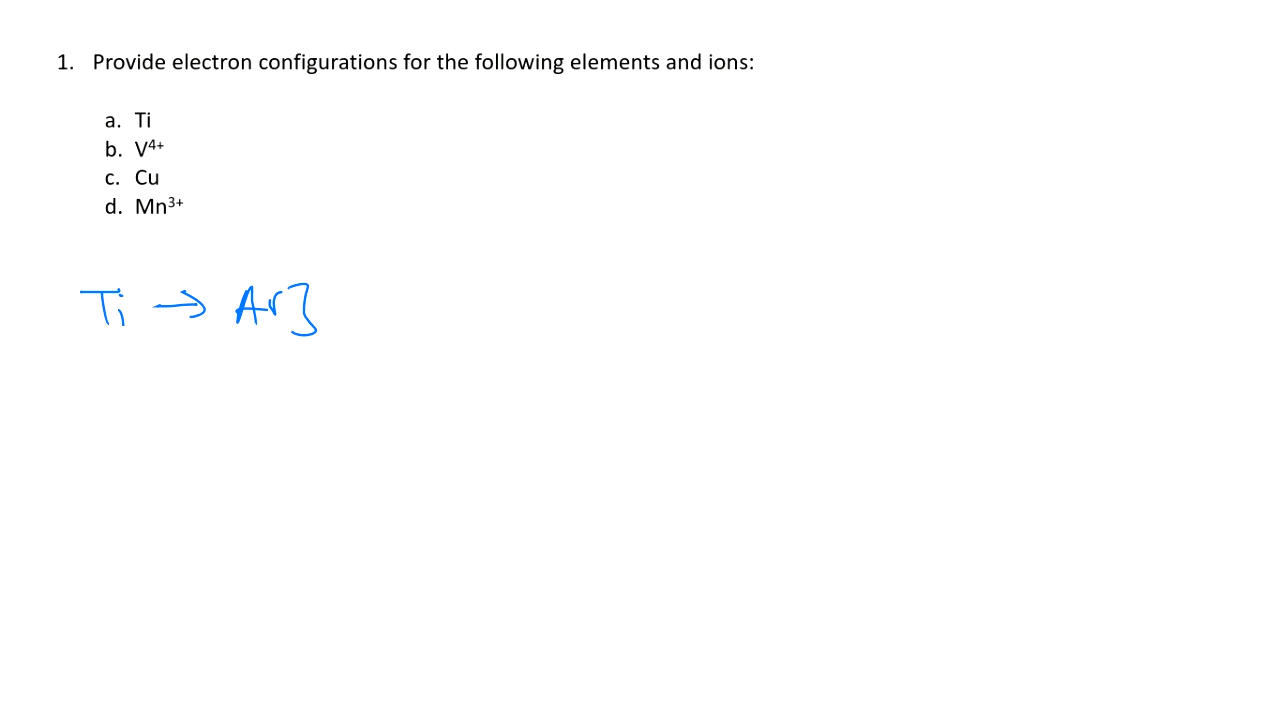 1. Provide electron configurations for the following elements and ions:
a. Ti
b. V⁴⁺
c. Cu
d. Mn³⁺
Ti → Ar]